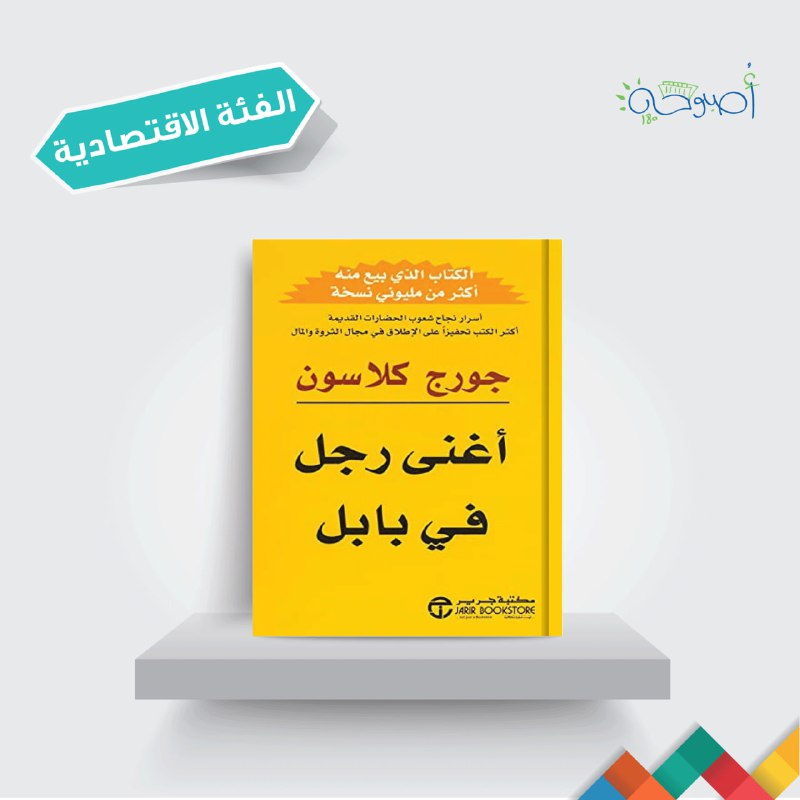 الفئة الاقتصادية
أصبوحة
١٨٠
الكتاب الذي بيع منه
أكثر من مليوني نسخة
أسرار نجاح شعوب الحضارات القديمة
أكثر الكتب تحفيزاً على الإطلاق في مجال الثروة والمال
جورج كلاسون
أغنى رجل
في بابل
مكتبة جرير
JARIR BOOKSTORE